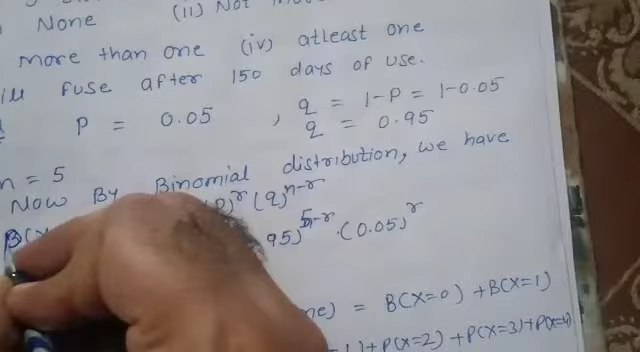 None (ii) Not
More than one (iv) atleast one
fuse after 150 days of use.
P = 0.05 , q = 1-P = 1-0.05
q = 0.95
n = 5
Now By Binomial distribution, we have
)^r (q)^n-r
95)^5-r . (0.05)^r
= B(X=0) + B(X=1)
+ P(X=2) + P(X=3) + P(X=4)